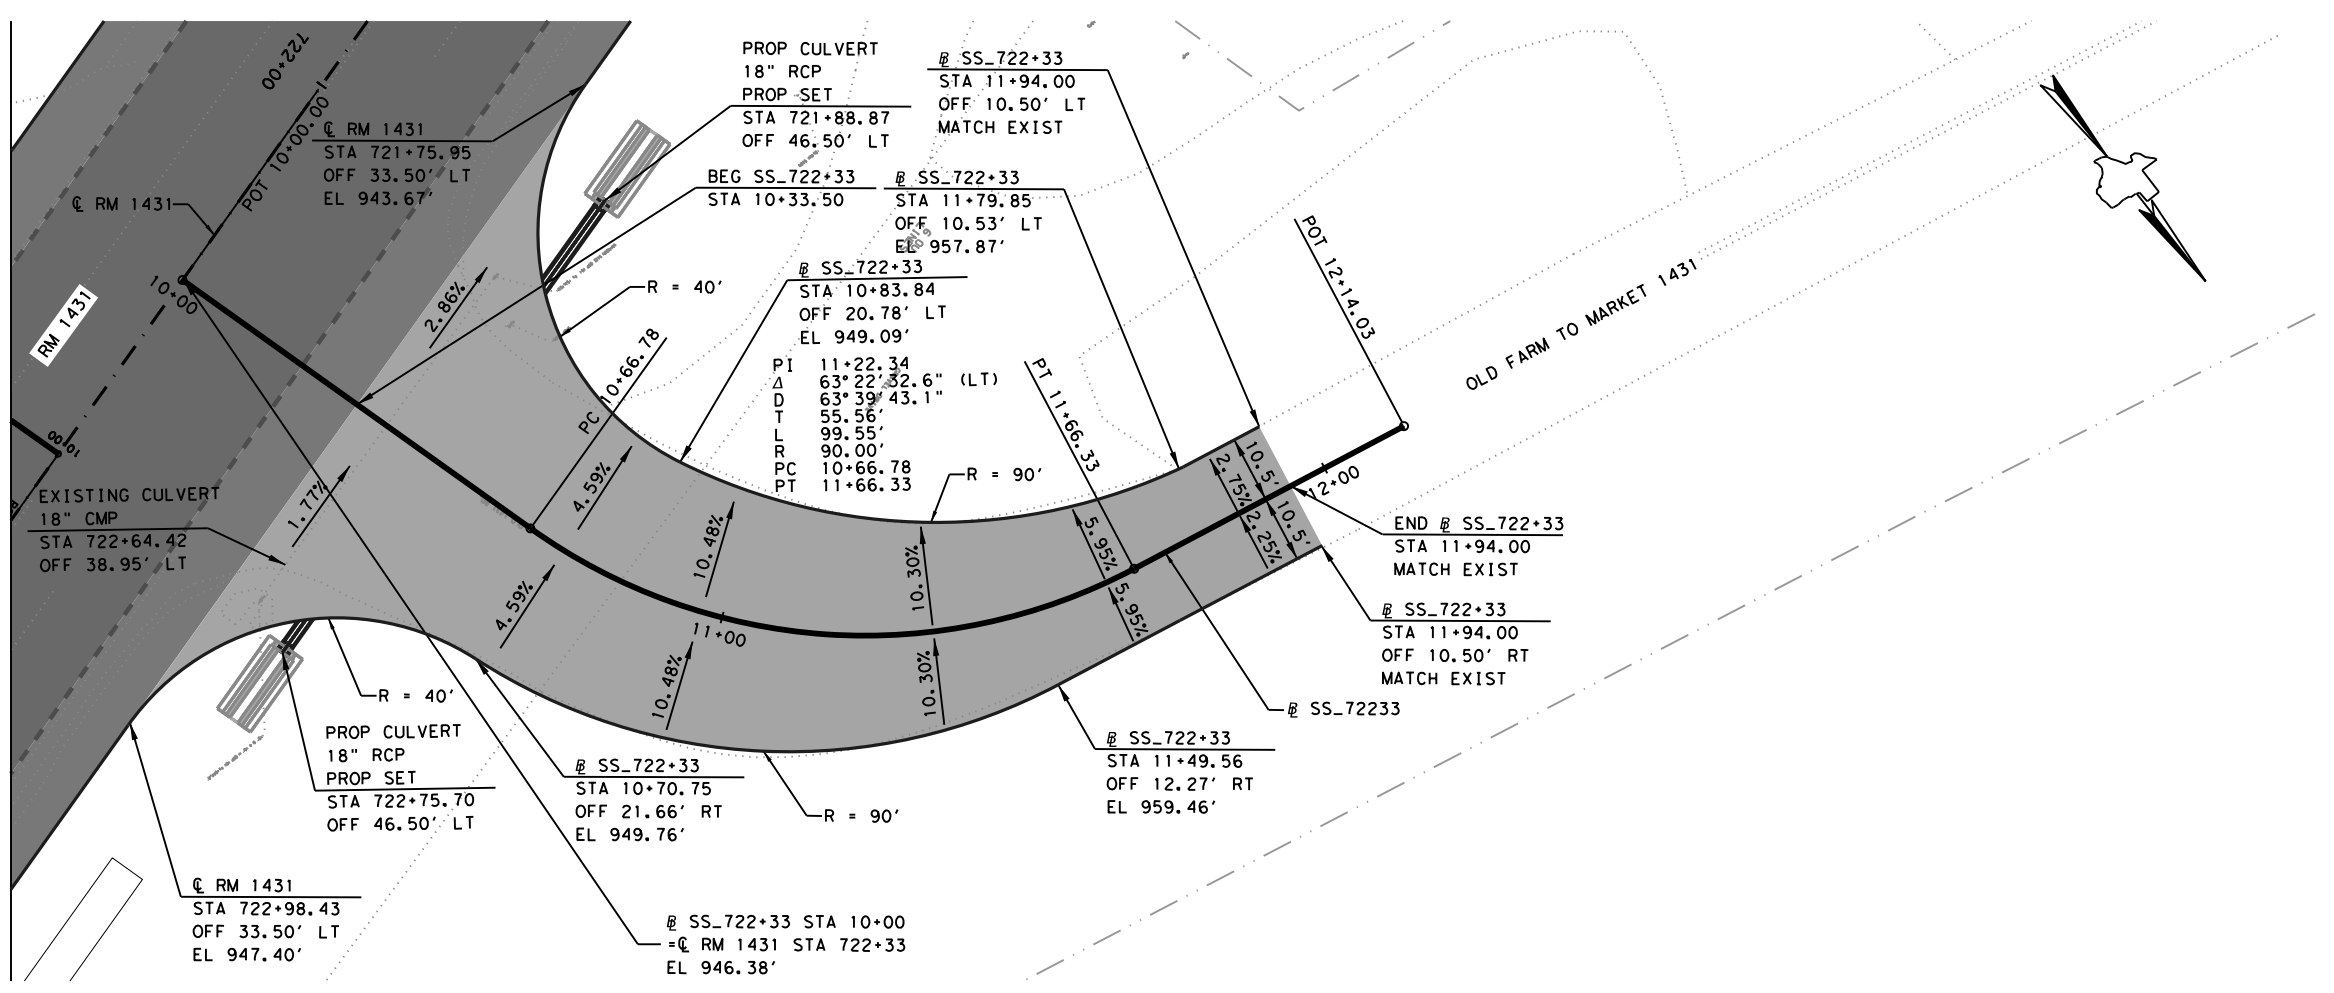 722+00
POT 10+00.00
℄ RM 1431
STA 721+75.95
OFF 33.50' LT
EL 943.67'
℄ RM 1431
10+00
RM 1431
10+00
2.86%
1.77%
EXISTING CULVERT
18" CMP
STA 722+64.42
OFF 38.95' LT
PROP CULVERT
18" RCP
PROP SET
STA 721+88.87
OFF 46.50' LT
BEG SS_722+33
STA 10+33.50
R = 40'
PC 10+66.78
4.59%
4.59%
10.48%
10.48%
11+00
10.30%
10.30%
5.95%
5.95%
2.75%
2.25%
10.5'
10.5'
12+00
℄ SS_722+33
STA 11+94.00
OFF 10.50' LT
MATCH EXIST
℄ SS_722+33
STA 11+79.85
OFF 10.53' LT
EL 957.87'
℄ SS_722+33
STA 10+83.84
OFF 20.78' LT
EL 949.09'
PI 11+22.34
Δ 63°22'32.6" (LT)
D 63°39'43.1"
T 55.56'
L 99.55'
R 90.00'
PC 10+66.78
PT 11+66.33
R = 90'
PT 11+66.33
POT 12+14.03
OLD FARM TO MARKET 1431
END ℄ SS_722+33
STA 11+94.00
MATCH EXIST
℄ SS_722+33
STA 11+94.00
OFF 10.50' RT
MATCH EXIST
℄ SS_72233
℄ SS_722+33
STA 11+49.56
OFF 12.27' RT
EL 959.46'
R = 90'
℄ SS_722+33
STA 10+70.75
OFF 21.66' RT
EL 949.76'
R = 40'
PROP CULVERT
18" RCP
PROP SET
STA 722+75.70
OFF 46.50' LT
℄ RM 1431
STA 722+98.43
OFF 33.50' LT
EL 947.40'
℄ SS_722+33 STA 10+00
=℄ RM 1431 STA 722+33
EL 946.38'